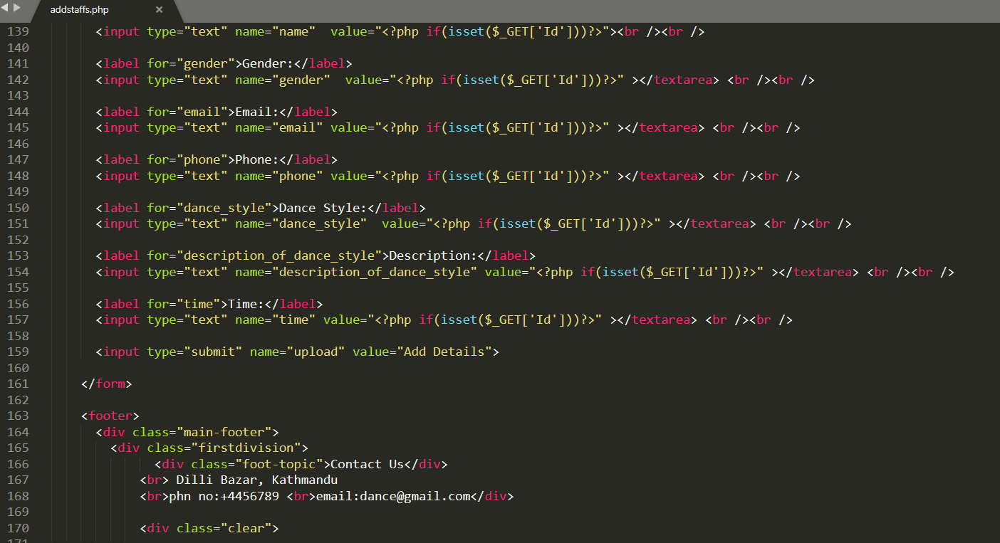 addstaffs.php ×
139 <input type="text" name="name"  value="<?php if(isset($_GET['Id']))?>"><br /><br />
140
141 <label for="gender">Gender:</label>
142 <input type="text" name="gender"  value="<?php if(isset($_GET['Id']))?>" ></textarea> <br /><br />
143
144 <label for="email">Email:</label>
145 <input type="text" name="email" value="<?php if(isset($_GET['Id']))?>" ></textarea> <br /><br />
146
147 <label for="phone">Phone:</label>
148 <input type="text" name="phone" value="<?php if(isset($_GET['Id']))?>" ></textarea> <br /><br />
149
150 <label for="dance_style">Dance Style:</label>
151 <input type="text" name="dance_style"  value="<?php if(isset($_GET['Id']))?>" ></textarea> <br /><br />
152
153 <label for="description_of_dance_style">Description:</label>
154 <input type="text" name="description_of_dance_style" value="<?php if(isset($_GET['Id']))?>" ></textarea> <br /><br />
155
156 <label for="time">Time:</label>
157 <input type="text" name="time" value="<?php if(isset($_GET['Id']))?>" ></textarea> <br /><br />
158
159 <input type="submit" name="upload" value="Add Details">
160
161 </form>
162
163 <footer>
164 <div class="main-footer">
165 <div class="firstdivision">
166 <div class="foot-topic">Contact Us</div>
167 <br> Dilli Bazar, Kathmandu
168 <br>phn no:+4456789 <br>email:dance@gmail.com</div>
169
170 <div class="clear">
171